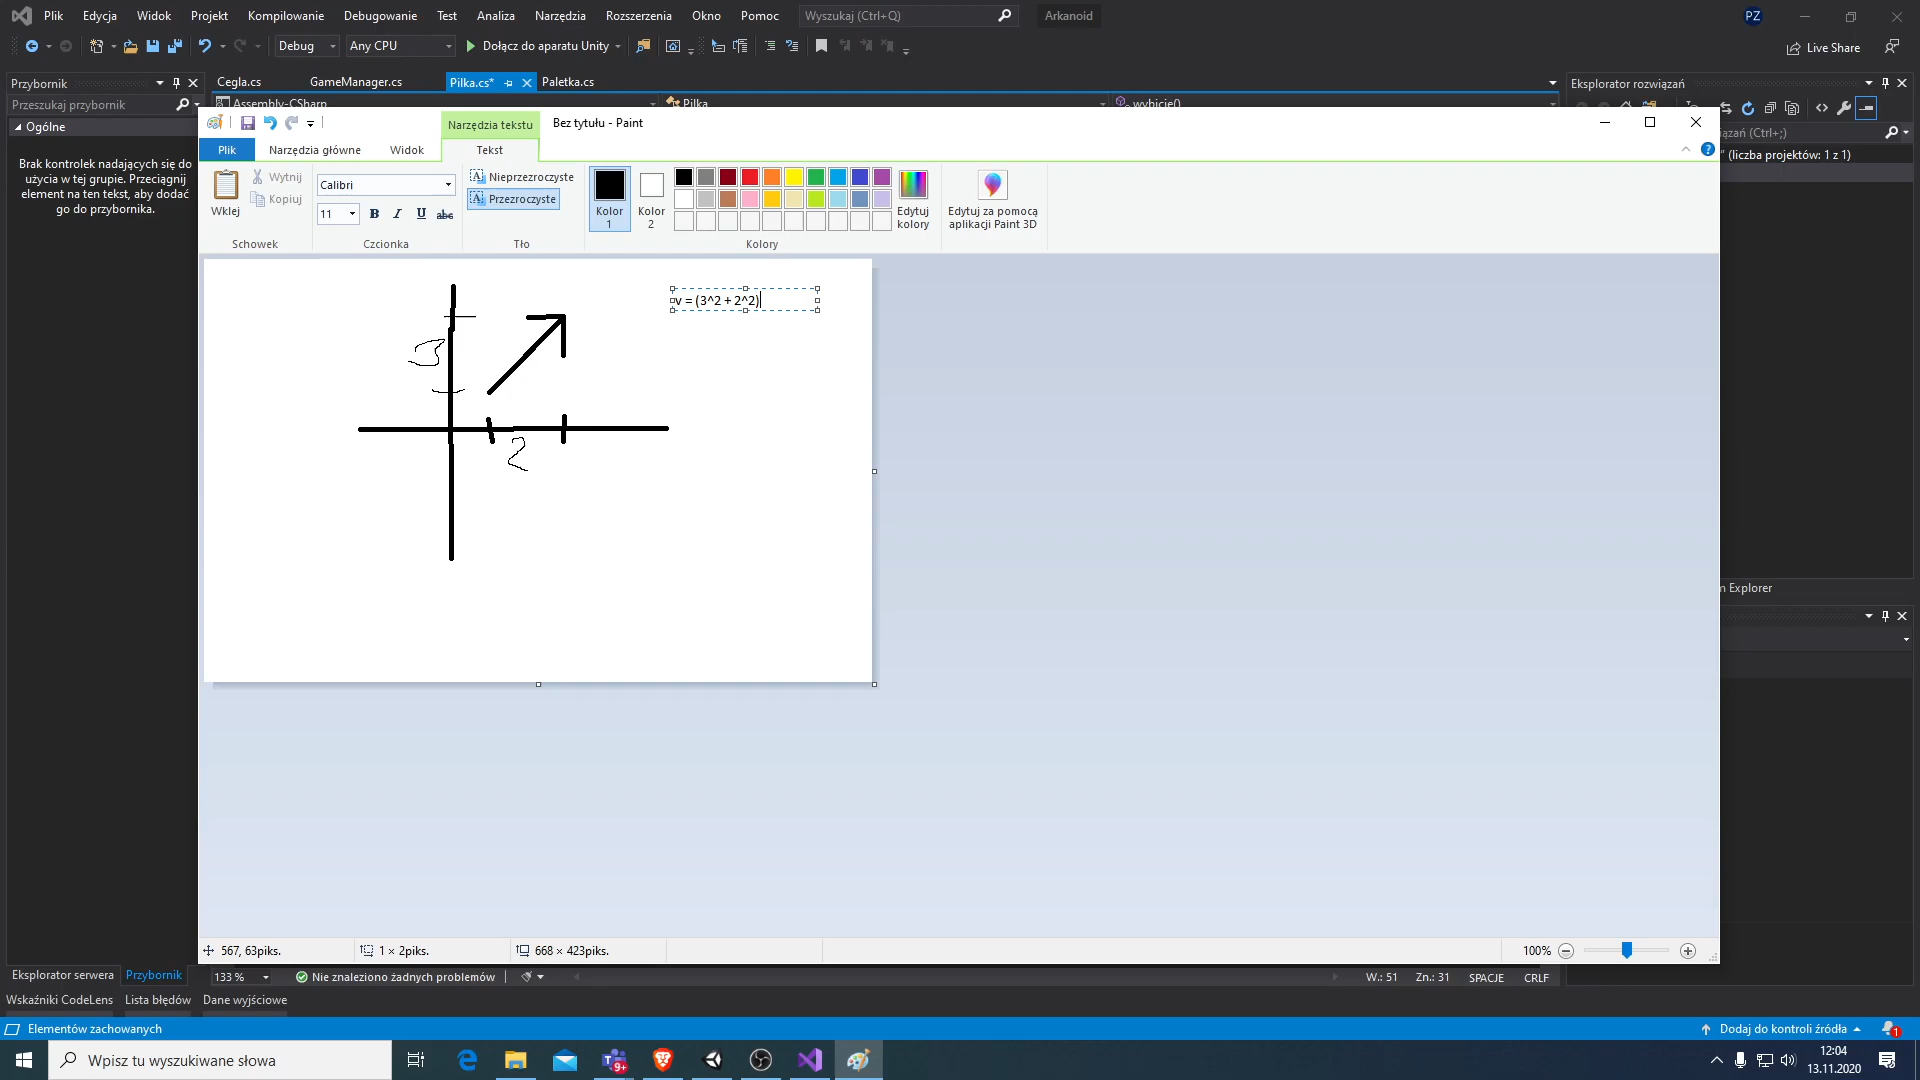 Plik Edycja Widok Projekt Kompilowanie Debugowanie Test Analiza Narzędzia Rozszerzenia Okno Pomoc Wyszukaj (Ctrl+Q) Arkanoid PZ
Debug Any CPU Dołącz do aparatu Unity Live Share
Przybornik Cegla.cs GameManager.cs Pilka.cs* Paletka.cs Eksplorator rozwiązań
Przeszukaj przybornik Assembly-CSharp Pilka wybicie()
Ogólne
Brak kontrolek nadających się do
użycia w tej grupie. Przeciągnij
element na ten tekst, aby dodać
go do przybornika.
Narzędzia tekstu Bez tytułu - Paint
Plik Narzędzia główne Widok Tekst
Wklej Wytnij Kopiuj
Schowek
Calibri
11 B I U abc
Czcionka
Nieprzezroczyste
Przezroczyste
Tło
Kolor 1
Kolor 2
Edytuj kolory
Kolory
Edytuj za pomocą
aplikacji Paint 3D
(Ctrl+;)
" (liczba projektów: 1 z 1)
v = (3^2 + 2^2)
3
2
Explorer
567, 63piks. 1 × 2piks. 668 × 423piks. 100%
Eksplorator serwera Przybornik 133 % Nie znaleziono żadnych problemów W.: 51 Zn.: 31 SPACJE CRLF
Wskaźniki CodeLens Lista błędów Dane wyjściowe
Elementów zachowanych Dodaj do kontroli źródła 1
Wpisz tu wyszukiwane słowa 9+ 12:04
13.11.2020